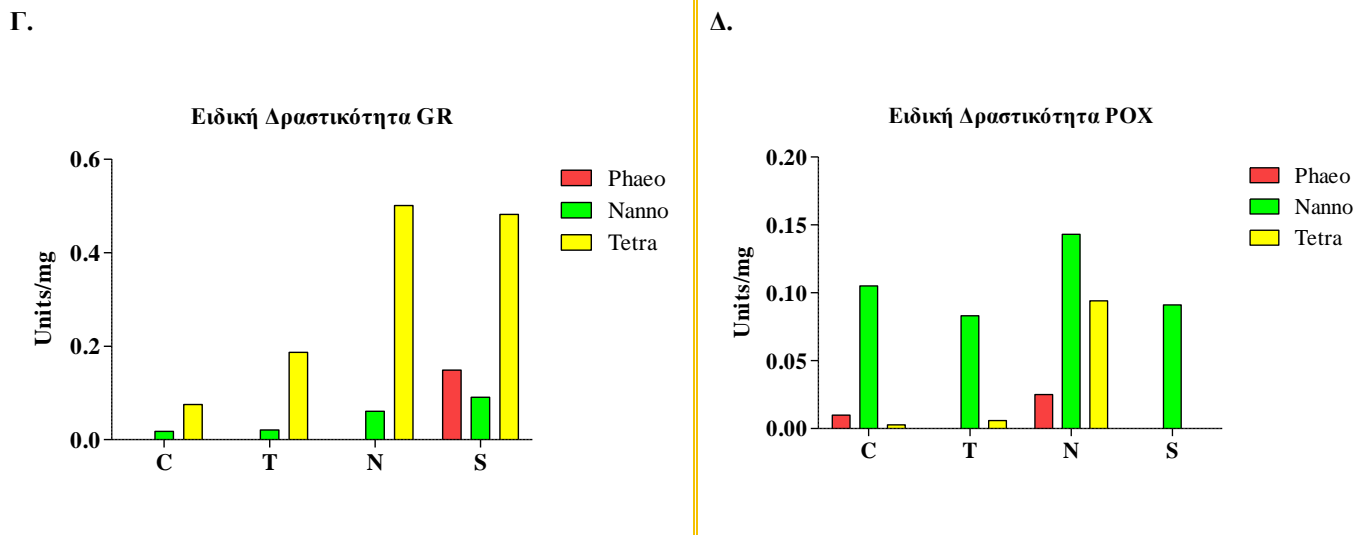 Γ.
Ειδική Δραστικότητα GR
0.6
0.4
0.2
0.0
Units/mg
C T N S
Phaeo
Nanno
Tetra
Δ.
Ειδική Δραστικότητα POX
0.20
0.15
0.10
0.05
0.00
Units/mg
C T N S
Phaeo
Nanno
Tetra